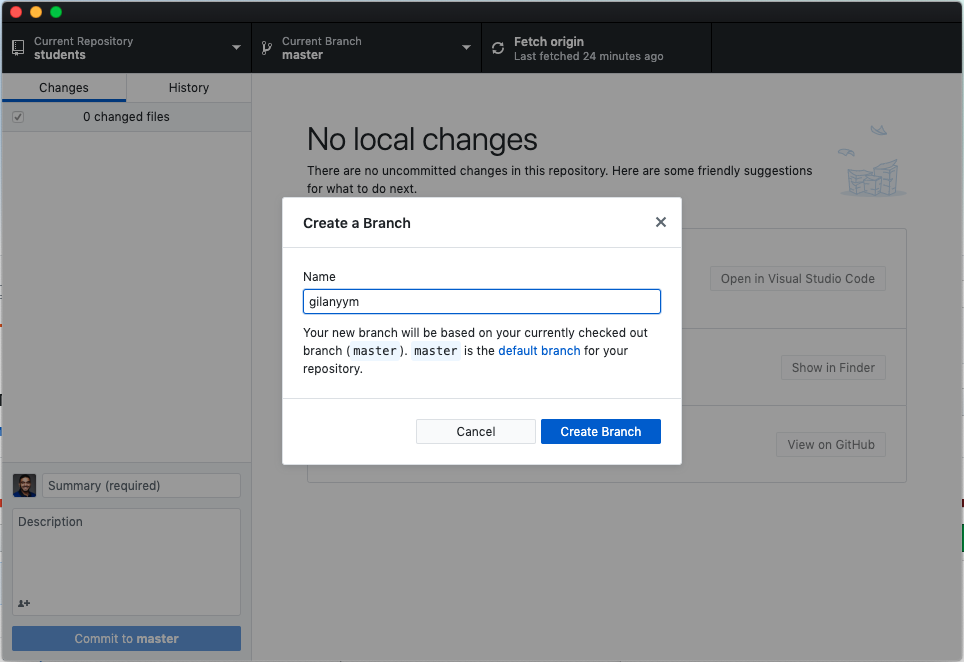 Current Repository
students
Current Branch
master
Fetch origin
Last fetched 24 minutes ago
Changes
History
0 changed files
No local changes
There are no uncommitted changes in this repository. Here are some friendly suggestions
for what to do next.
Create a Branch
Name
gilanyym
Your new branch will be based on your currently checked out
branch (master). master is the default branch for your
repository.
Cancel
Create Branch
Open in Visual Studio Code
Show in Finder
View on GitHub
Summary (required)
Description
Commit to master